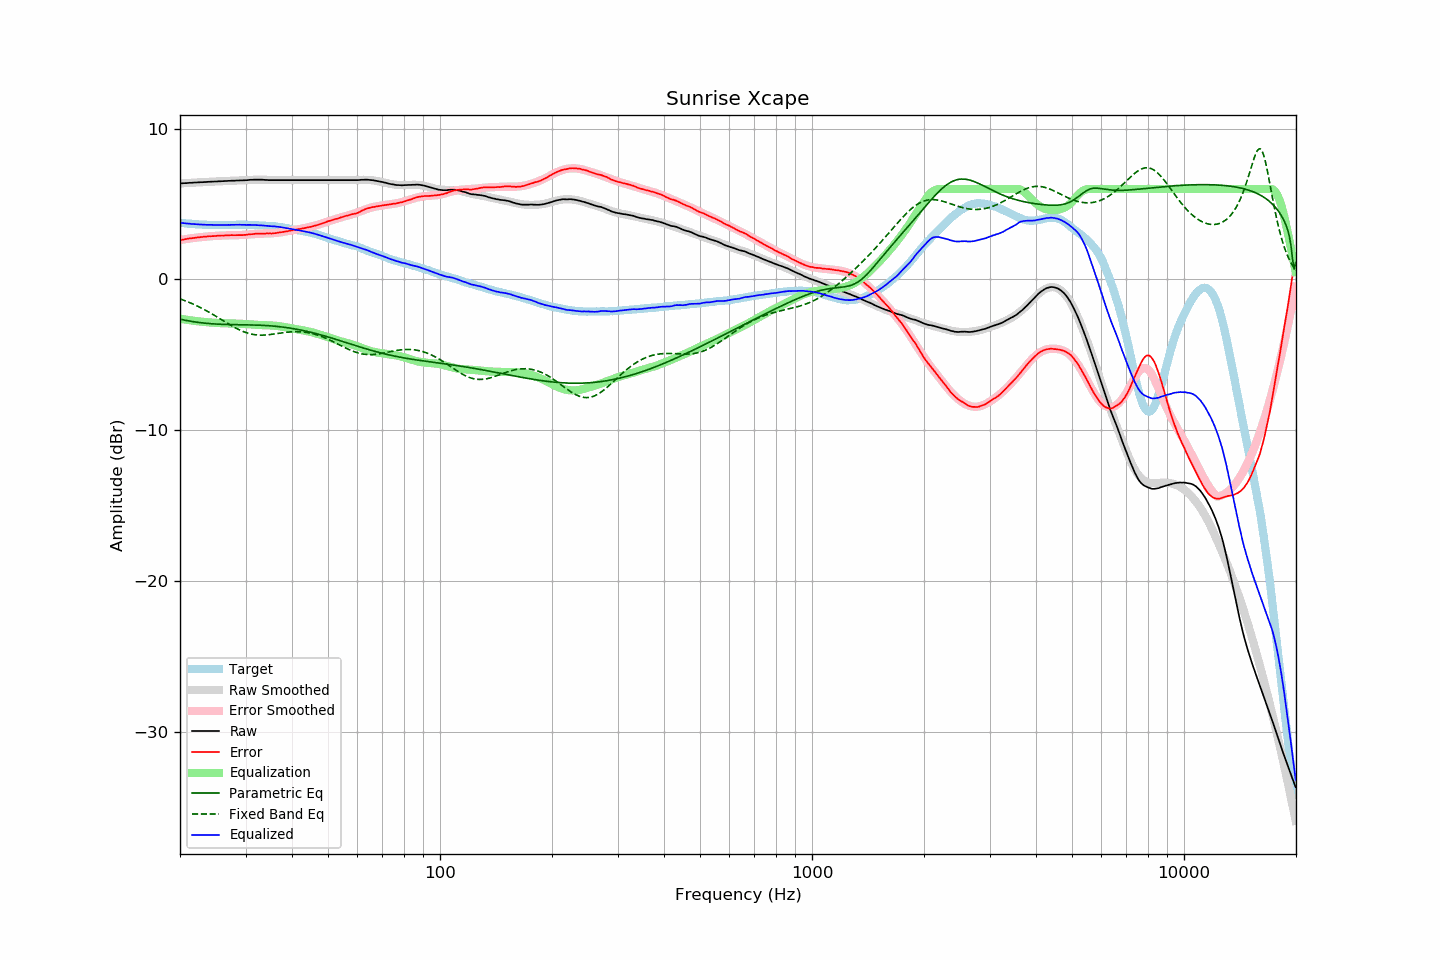 Sunrise Xcape
10
0
−10
−20
−30
Amplitude (dBr)
100
1000
10000
Frequency (Hz)
Target
Raw Smoothed
Error Smoothed
Raw
Error
Equalization
Parametric Eq
Fixed Band Eq
Equalized